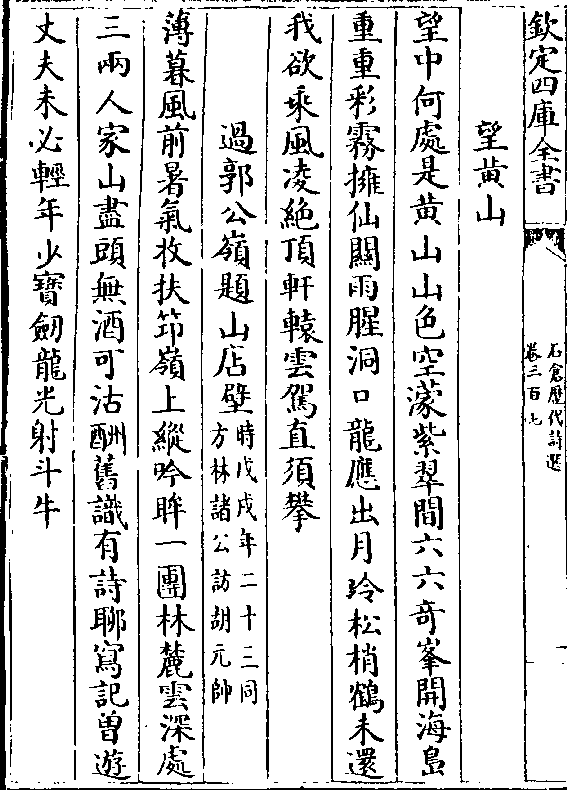 欽定四庫全書
石倉歷代詩選
卷三百七
望黄山
望中何處是黄山山色空濛紫翠間六六奇峯開海島
重重彩霧擁仙關雨腥洞口龍應出月玲松梢鶴未還
我欲乘風凌絶頂軒轅雲駕直須攀
過郭公嶺題山店壁
時戊戌年二十二同
方林諸公訪胡元帥
薄暮風前暑氣收扶笻嶺上縱吟眸一團林麓雲深處
三兩人家山盡頭無酒可沽酬舊識有詩聊寫記曽遊
丈夫未必輕年少寶劒龍光射斗牛